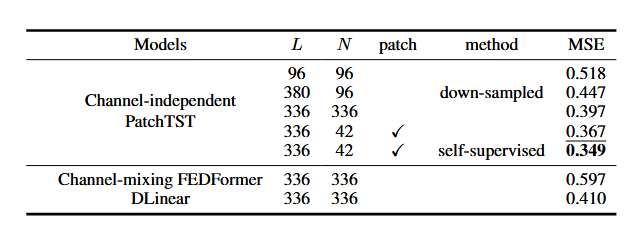 Models L N patch method MSE
96 96 0.518
380 96 down-sampled 0.447
Channel-independent PatchTST
336 336 0.397
336 42 ✓ 0.367
336 42 ✓ self-supervised 0.349
Channel-mixing FEDFormer 336 336 0.597
DLinear 336 336 0.410